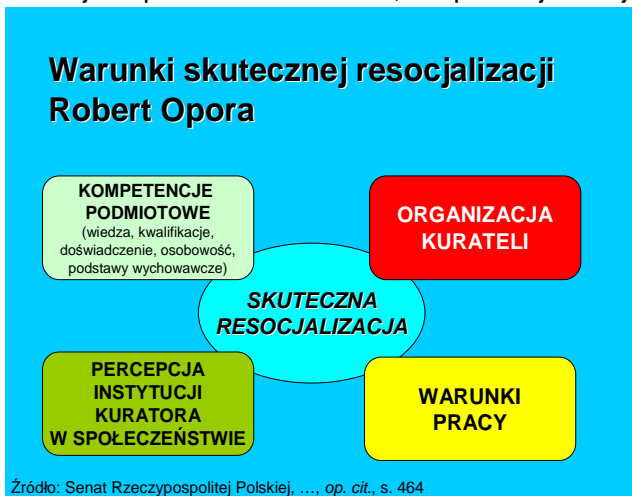 Warunki skutecznej resocjalizacji
Robert Opora
KOMPETENCJE
PODMIOTOWE
(wiedza, kwalifikacje,
doświadczenie, osobowość,
podstawy wychowawcze)
ORGANIZACJA
KURATELI
SKUTECZNA
RESOCJALIZACJA
PERCEPCJA
INSTYTUCJI
KURATORA
W SPOŁECZEŃSTWIE
WARUNKI
PRACY
Źródło: Senat Rzeczypospolitej Polskiej, …, op. cit., s. 464